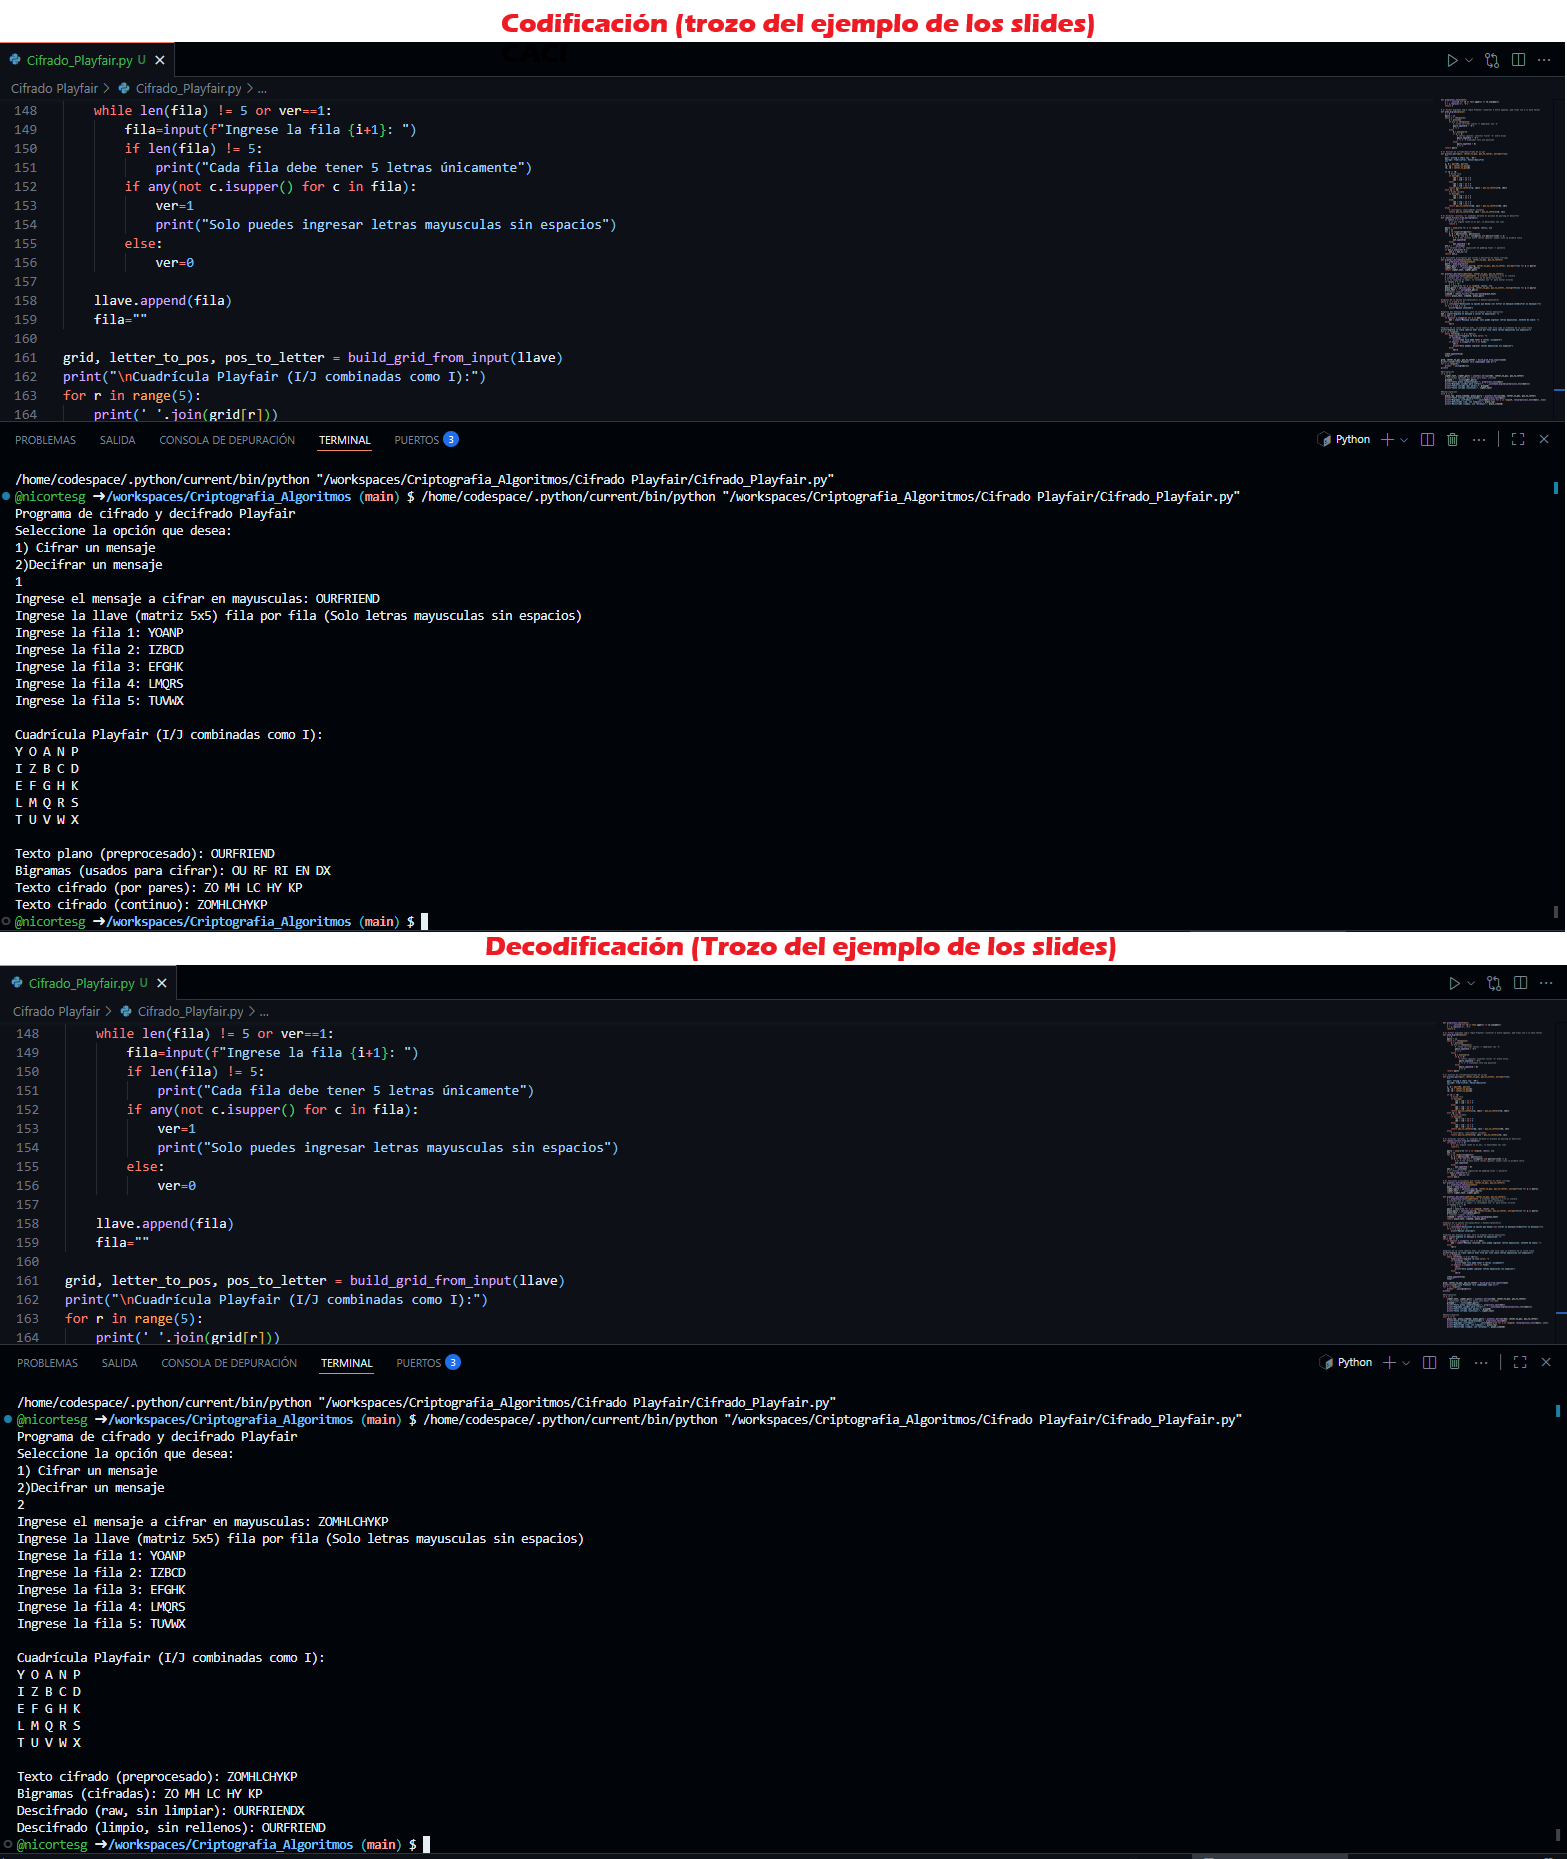 Codificación (trozo del ejemplo de los slides)
CACI
Cifrado_Playfair.py U
Cifrado Playfair > Cifrado_Playfair.py > ...
148 while len(fila) != 5 or ver==1:
149 fila=input(f"Ingrese la fila {i+1}: ")
150 if len(fila) != 5:
151 print("Cada fila debe tener 5 letras únicamente")
152 if any(not c.isupper() for c in fila):
153 ver=1
154 print("Solo puedes ingresar letras mayusculas sin espacios")
155 else:
156 ver=0
157
158 llave.append(fila)
159 fila=""
160
161 grid, letter_to_pos, pos_to_letter = build_grid_from_input(llave)
162 print("\nCuadrícula Playfair (I/J combinadas como I):")
163 for r in range(5):
164 print(' '.join(grid[r]))
PROBLEMAS SALIDA CONSOLA DE DEPURACIÓN TERMINAL PUERTOS 3 Python
/home/codespace/.python/current/bin/python "/workspaces/Criptografia_Algoritmos/Cifrado Playfair/Cifrado_Playfair.py"
@nicortesg ➜/workspaces/Criptografia_Algoritmos (main) $ /home/codespace/.python/current/bin/python "/workspaces/Criptografia_Algoritmos/Cifrado Playfair/Cifrado_Playfair.py"
Programa de cifrado y decifrado Playfair
Seleccione la opción que desea:
1) Cifrar un mensaje
2)Decifrar un mensaje
1
Ingrese el mensaje a cifrar en mayusculas: OURFRIEND
Ingrese la llave (matriz 5x5) fila por fila (Solo letras mayusculas sin espacios)
Ingrese la fila 1: YOANP
Ingrese la fila 2: IZBCD
Ingrese la fila 3: EFGHK
Ingrese la fila 4: LMQRS
Ingrese la fila 5: TUVWX
Cuadrícula Playfair (I/J combinadas como I):
Y O A N P
I Z B C D
E F G H K
L M Q R S
T U V W X
Texto plano (preprocesado): OURFRIEND
Bigramas (usados para cifrar): OU RF RI EN DX
Texto cifrado (por pares): ZO MH LC HY KP
Texto cifrado (continuo): ZOMHLCHYKP
@nicortesg ➜/workspaces/Criptografia_Algoritmos (main) $
Decodificación (Trozo del ejemplo de los slides)
Cifrado_Playfair.py U
Cifrado Playfair > Cifrado_Playfair.py > ...
148 while len(fila) != 5 or ver==1:
149 fila=input(f"Ingrese la fila {i+1}: ")
150 if len(fila) != 5:
151 print("Cada fila debe tener 5 letras únicamente")
152 if any(not c.isupper() for c in fila):
153 ver=1
154 print("Solo puedes ingresar letras mayusculas sin espacios")
155 else:
156 ver=0
157
158 llave.append(fila)
159 fila=""
160
161 grid, letter_to_pos, pos_to_letter = build_grid_from_input(llave)
162 print("\nCuadrícula Playfair (I/J combinadas como I):")
163 for r in range(5):
164 print(' '.join(grid[r]))
PROBLEMAS SALIDA CONSOLA DE DEPURACIÓN TERMINAL PUERTOS 3 Python
/home/codespace/.python/current/bin/python "/workspaces/Criptografia_Algoritmos/Cifrado Playfair/Cifrado_Playfair.py"
@nicortesg ➜/workspaces/Criptografia_Algoritmos (main) $ /home/codespace/.python/current/bin/python "/workspaces/Criptografia_Algoritmos/Cifrado Playfair/Cifrado_Playfair.py"
Programa de cifrado y decifrado Playfair
Seleccione la opción que desea:
1) Cifrar un mensaje
2)Decifrar un mensaje
2
Ingrese el mensaje a cifrar en mayusculas: ZOMHLCHYKP
Ingrese la llave (matriz 5x5) fila por fila (Solo letras mayusculas sin espacios)
Ingrese la fila 1: YOANP
Ingrese la fila 2: IZBCD
Ingrese la fila 3: EFGHK
Ingrese la fila 4: LMQRS
Ingrese la fila 5: TUVWX
Cuadrícula Playfair (I/J combinadas como I):
Y O A N P
I Z B C D
E F G H K
L M Q R S
T U V W X
Texto cifrado (preprocesado): ZOMHLCHYKP
Bigramas (cifradas): ZO MH LC HY KP
Descifrado (raw, sin limpiar): OURFRIENDX
Descifrado (limpio, sin rellenos): OURFRIEND
@nicortesg ➜/workspaces/Criptografia_Algoritmos (main) $